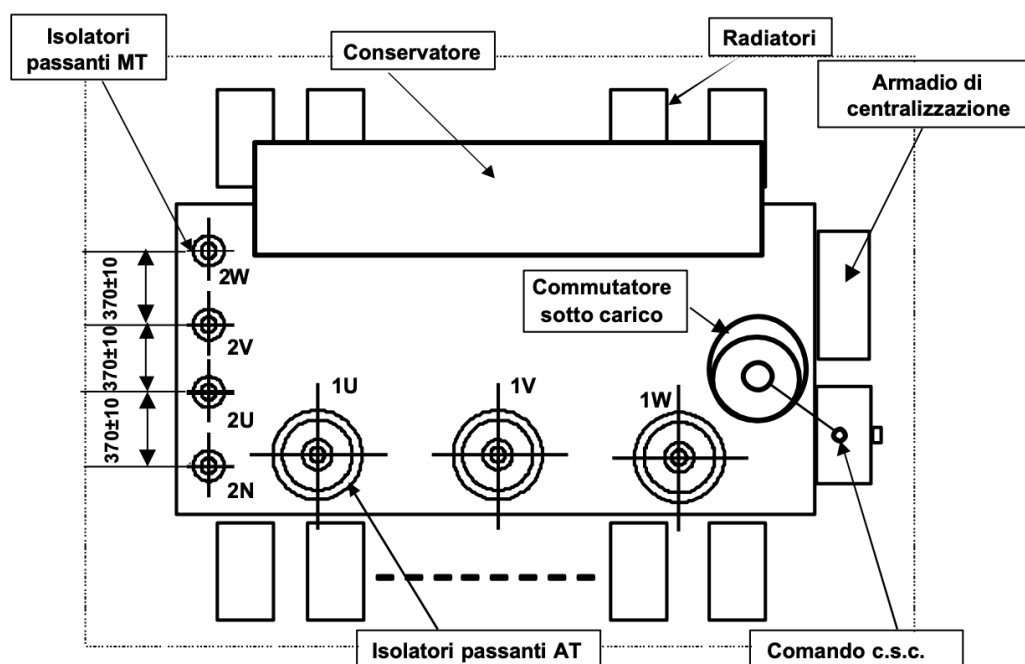 Isolatori
passanti MT
Conservatore
Radiatori
Armadio di
centralizzazione
370±10
370±10
370±10
2W
2V
2U
2N
Commutatore
sotto carico
1U
1V
1W
Isolatori passanti AT
Comando c.s.c.